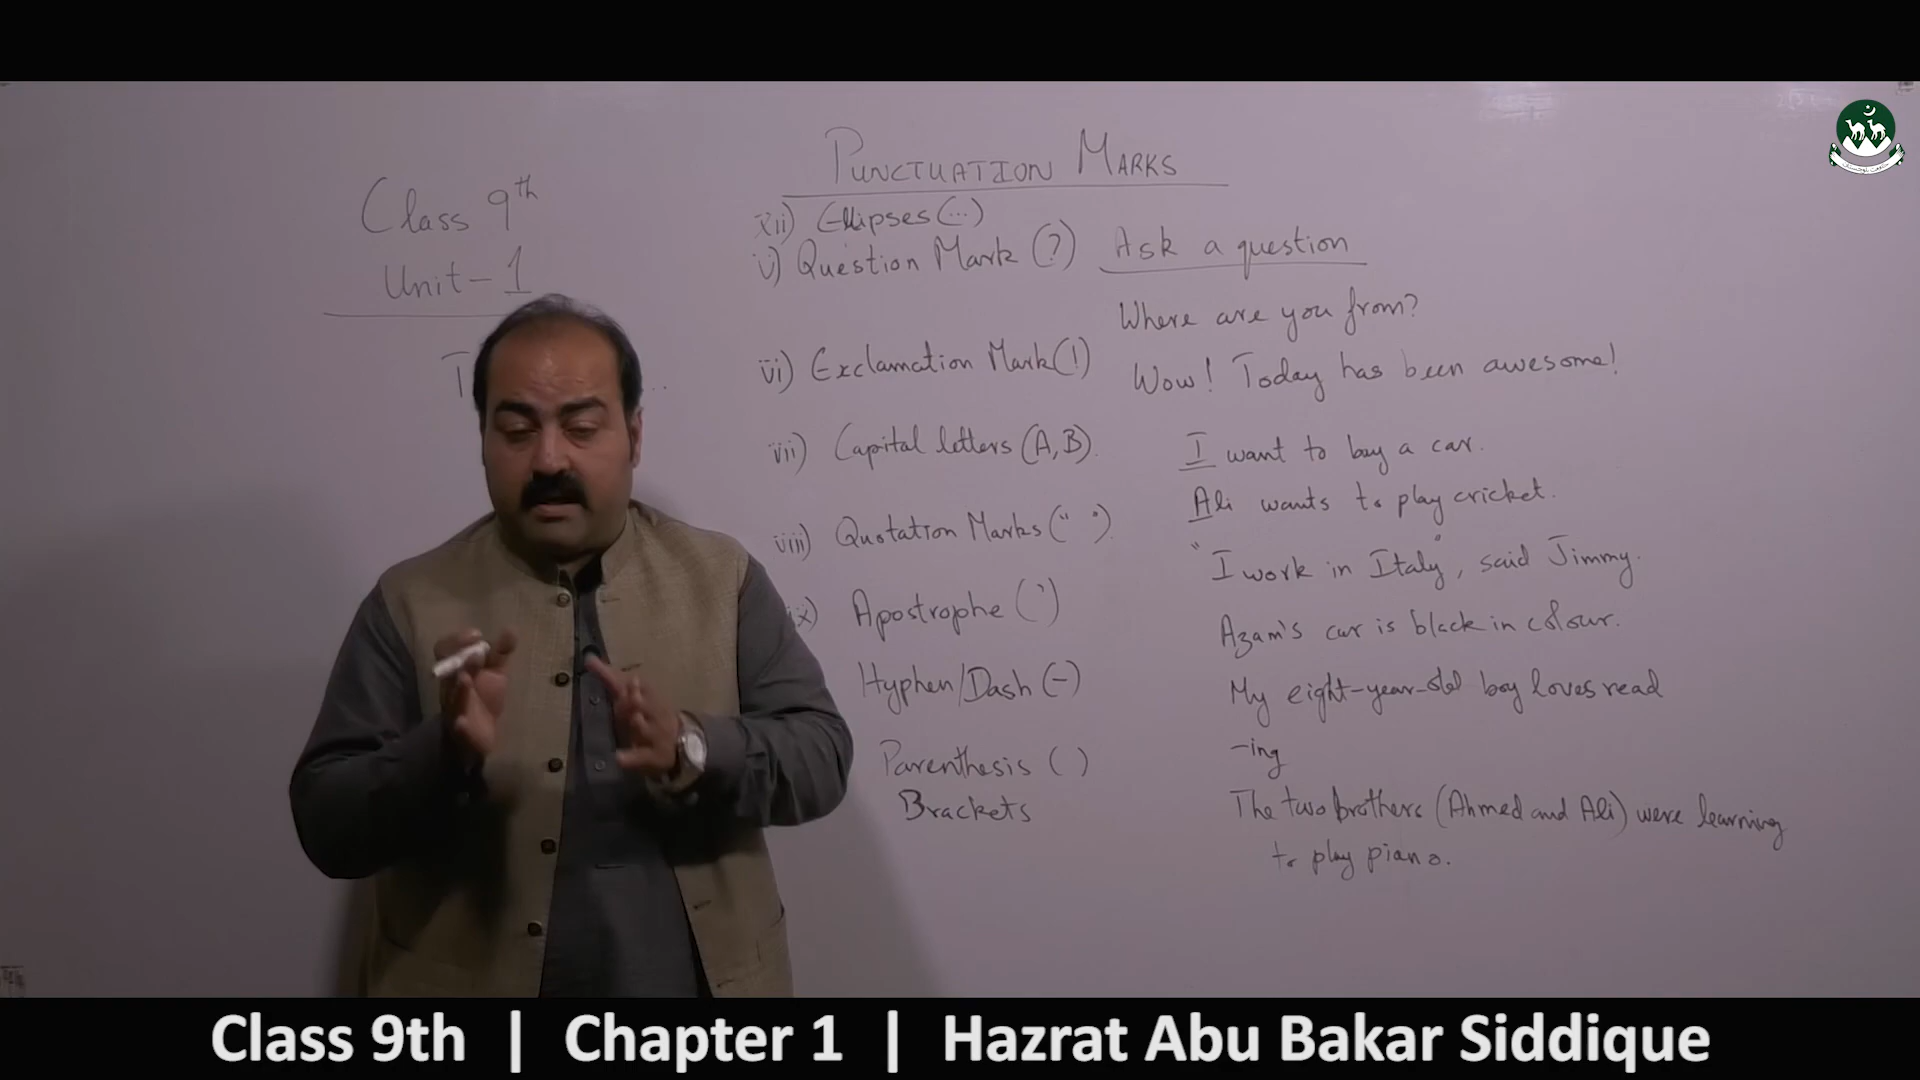 PUNCTUATION MARKS
Class 9th
Unit-1
xii) Ellipses (...)
v) Question Mark (?) Ask a question
Where are you from?
vi) Exclamation Mark (!) Wow! Today has been awesome!
vii) Capital letters (A, B). I want to buy a car.
Ali wants to play cricket.
viii) Quotation Marks (" "). "I work in Italy", said Jimmy.
ix) Apostrophe (') Azam's car is black in colour.
Hyphen/Dash (-) My eight-year-old boy loves read
-ing
Parenthesis ( )
Brackets
The two brothers (Ahmed and Ali) were learning
to play piano.
Class 9th | Chapter 1 | Hazrat Abu Bakar Siddique